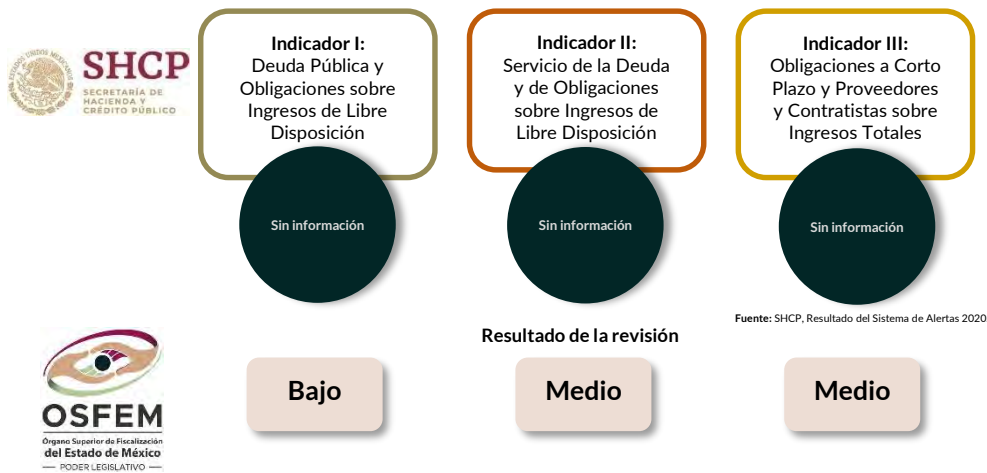 SHCP
SECRETARÍA DE
HACIENDA Y
CRÉDITO PÚBLICO
Indicador I:
Deuda Pública y
Obligaciones sobre
Ingresos de Libre
Disposición
Sin información
Indicador II:
Servicio de la Deuda
y de Obligaciones
sobre Ingresos de
Libre Disposición
Sin información
Indicador III:
Obligaciones a Corto
Plazo y Proveedores
y Contratistas sobre
Ingresos Totales
Sin información
Fuente: SHCP, Resultado del Sistema de Alertas 2020
Resultado de la revisión
OSFEM
Órgano Superior de Fiscalización
del Estado de México
PODER LEGISLATIVO
Bajo
Medio
Medio